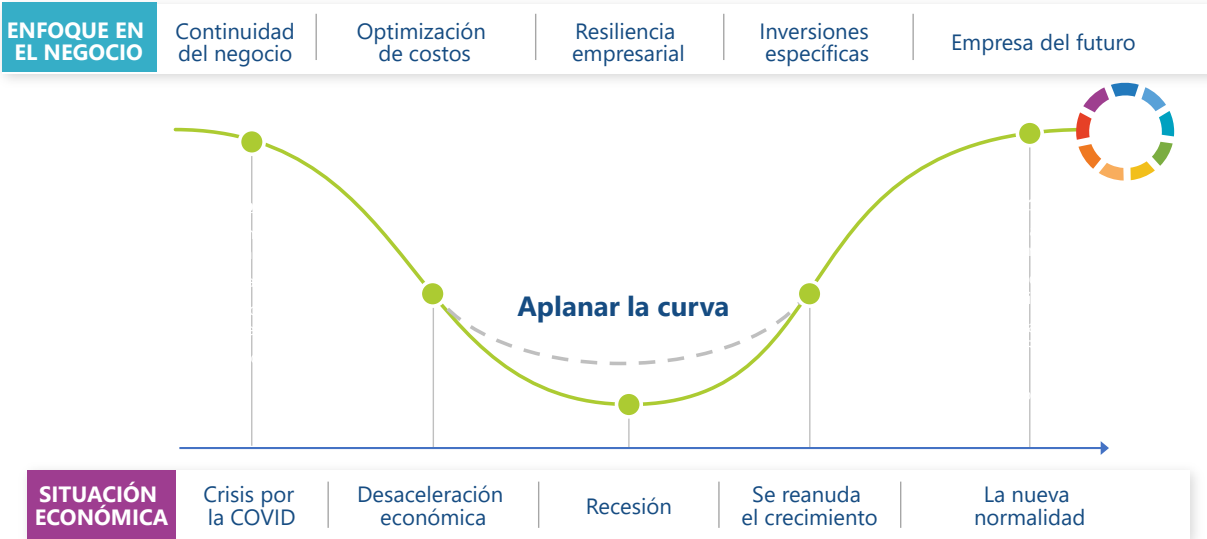 ENFOQUE EN
EL NEGOCIO
Continuidad
del negocio
Optimización
de costos
Resiliencia
empresarial
Inversiones
específicas
Empresa del futuro
Aplanar la curva
SITUACIÓN
ECONÓMICA
Crisis por
la COVID
Desaceleración
económica
Recesión
Se reanuda
el crecimiento
La nueva
normalidad